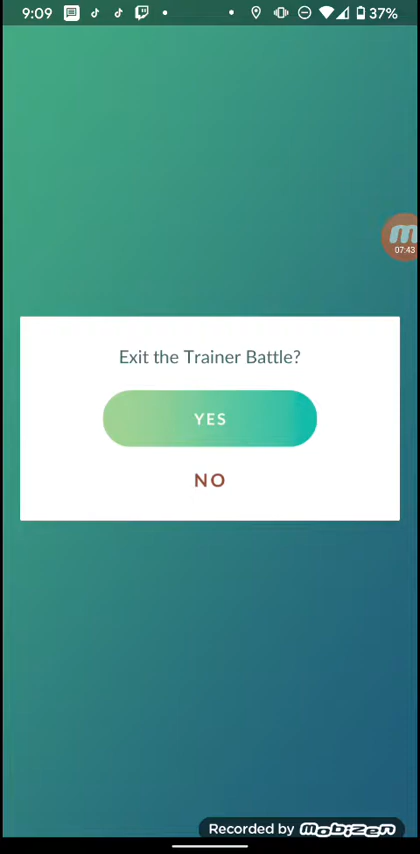 9:09
37%
m
07:43
Exit the Trainer Battle?
YES
NO
Recorded by mobizen